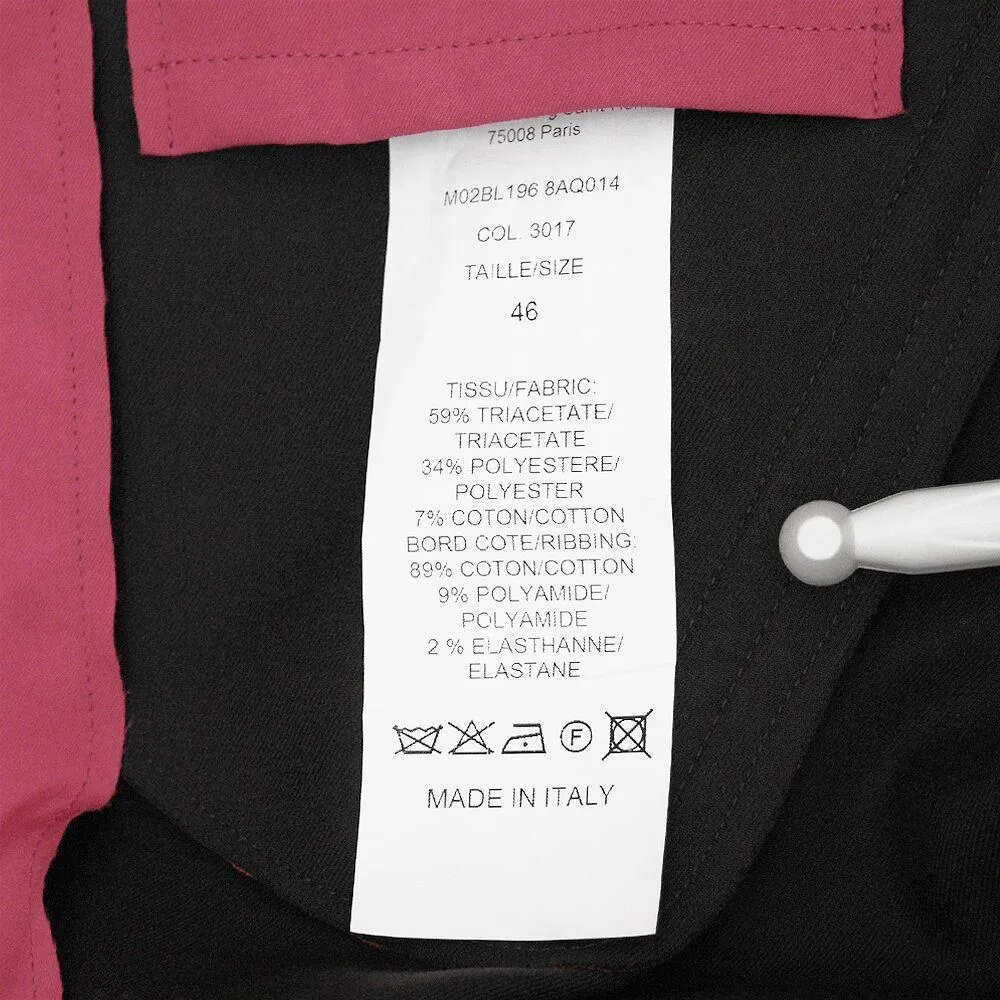 75008 Paris
M02BL196 8AQ014
COL. 3017
TAILLE/SIZE
46
TISSU/FABRIC:
59% TRIACETATE/
TRIACETATE
34% POLYESTERE/
POLYESTER
7% COTON/COTTON
BORD COTE/RIBBING:
89% COTON/COTTON
9% POLYAMIDE/
POLYAMIDE
2 % ELASTHANNE/
ELASTANE
F
MADE IN ITALY